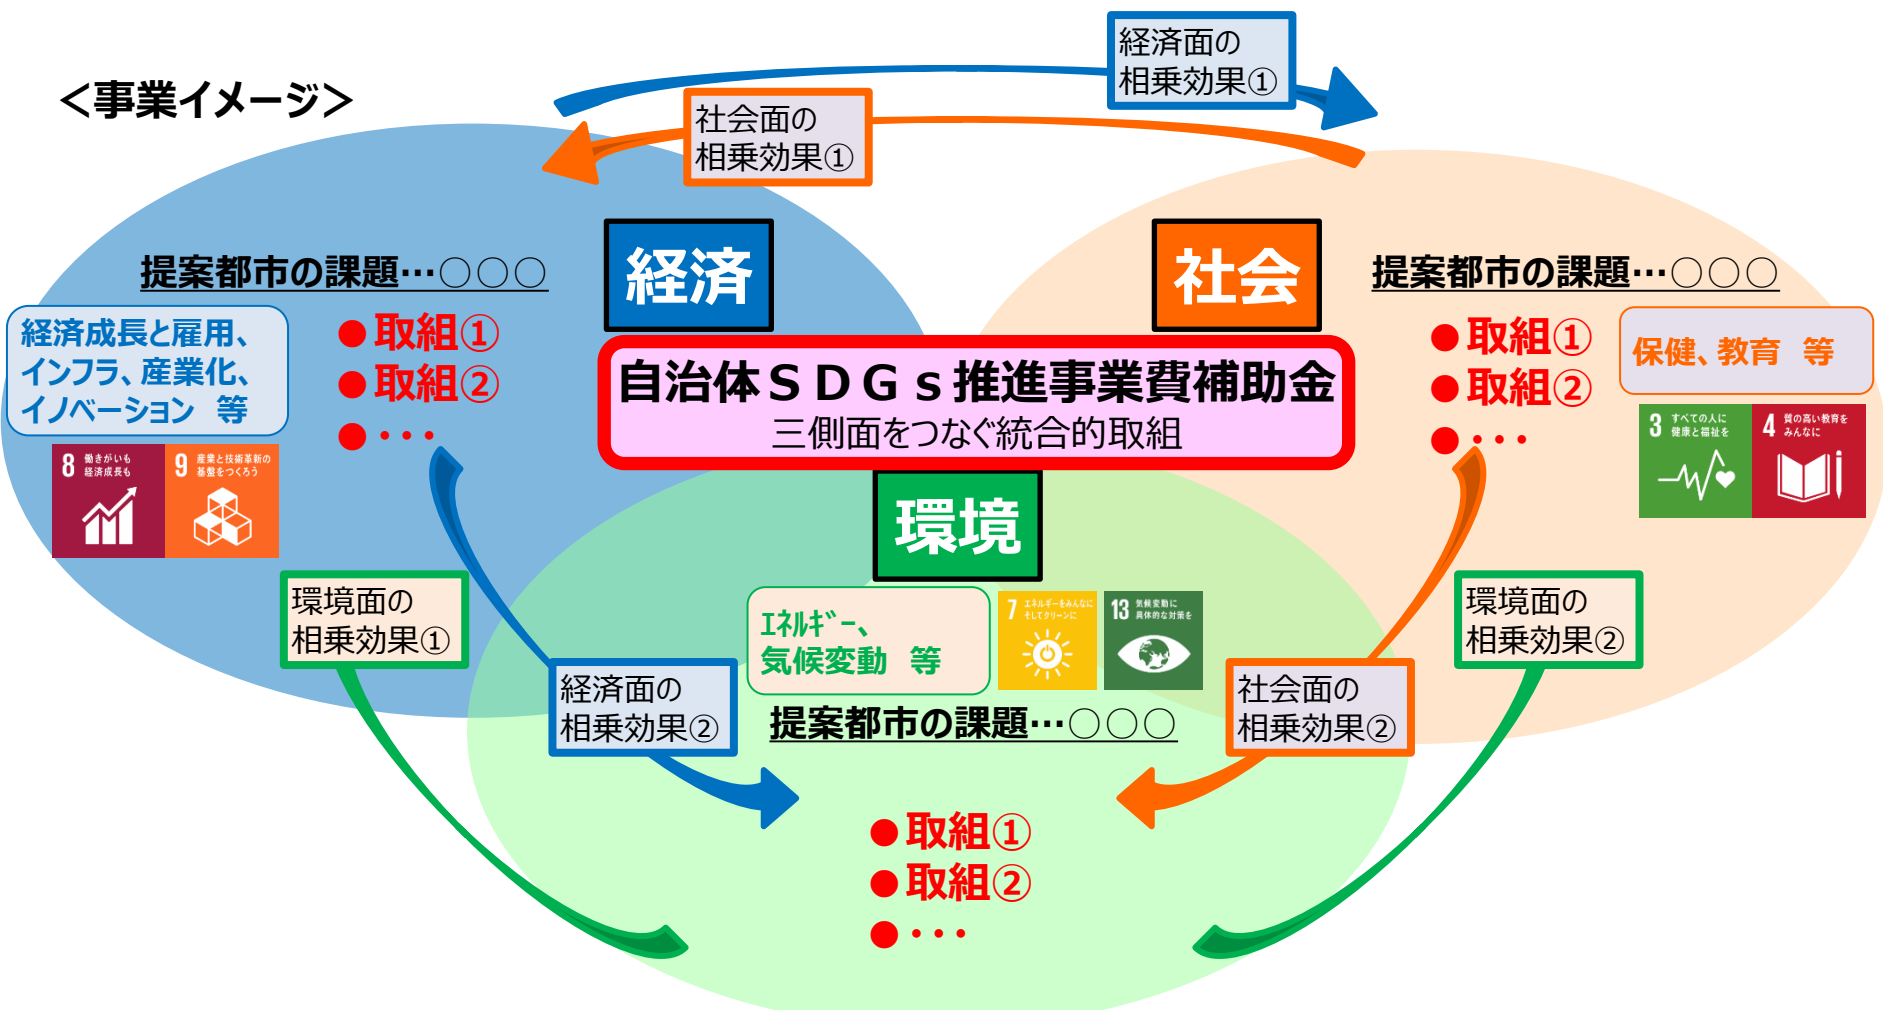 ＜事業イメージ＞
経済面の
相乗効果①
社会面の
相乗効果①
経済
社会
提案都市の課題…○○○
経済成長と雇用、
インフラ、産業化、
イノベーション　等
●取組①
●取組②
●・・・
8 働きがいも
経済成長も
9 産業と技術革新の
基盤をつくろう
自治体ＳＤＧｓ推進事業費補助金
三側面をつなぐ統合的取組
提案都市の課題…○○○
●取組①
●取組②
●・・・
保健、教育　等
3 すべての人に
健康と福祉を
4 質の高い教育を
みんなに
環境
環境面の
相乗効果①
経済面の
相乗効果②
ｴﾈﾙｷﾞｰ、
気候変動　等
7 エネルギーをみんなに
そしてクリーンに
13 気候変動に
具体的な対策を
社会面の
相乗効果②
環境面の
相乗効果②
提案都市の課題…○○○
●取組①
●取組②
●・・・